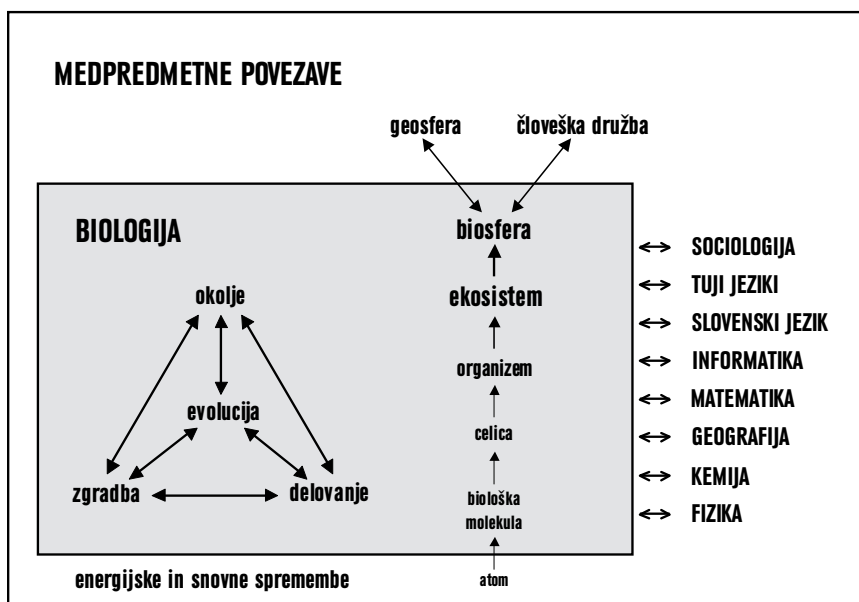 MEDPREDMETNE POVEZAVE
geosfera
človeška družba
BIOLOGIJA
biosfera
okolje
ekosistem
organizem
evolucija
celica
zgradba
delovanje
biološka
molekula
energijske in snovne spremembe
atom
SOCIOLOGIJA
TUJI JEZIKI
SLOVENSKI JEZIK
INFORMATIKA
MATEMATIKA
GEOGRAFIJA
KEMIJA
FIZIKA